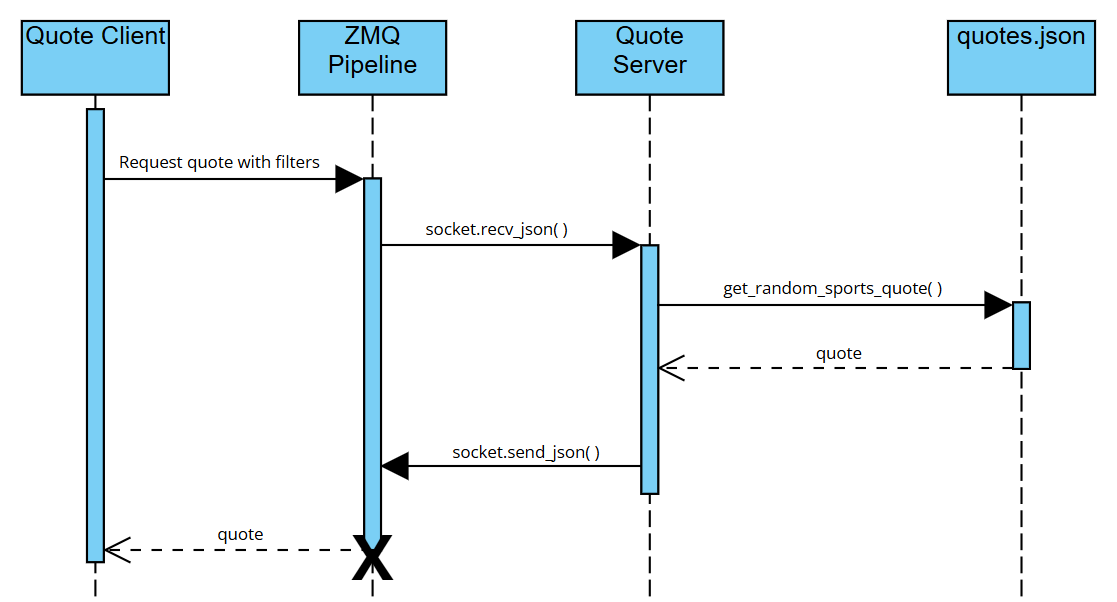 Quote Client
ZMQ
Pipeline
Quote
Server
quotes.json
Request quote with filters
socket.recv_json( )
get_random_sports_quote( )
quote
socket.send_json( )
quote